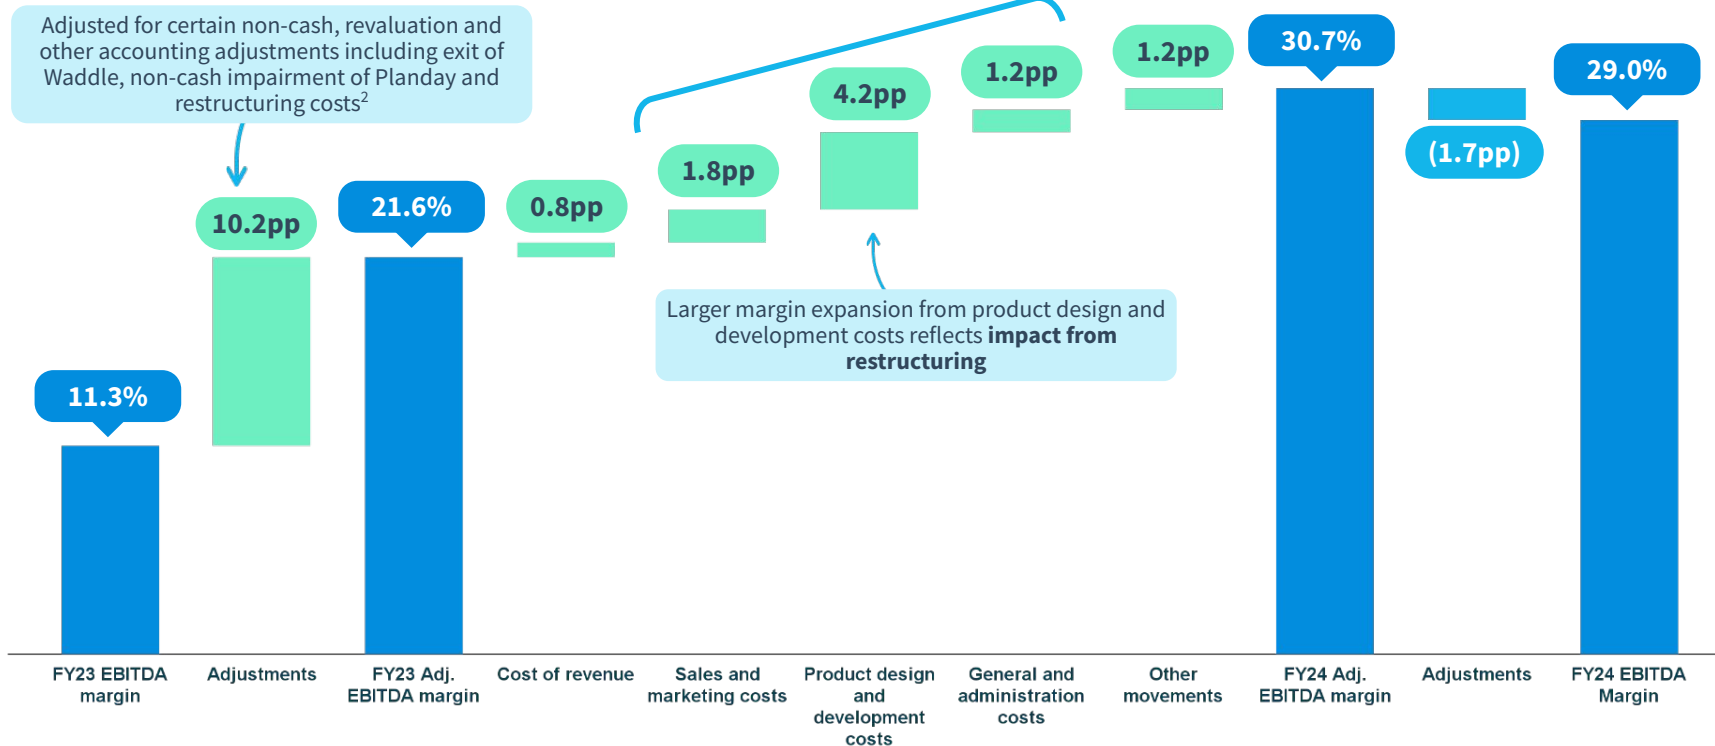 Adjusted for certain non-cash, revaluation and
other accounting adjustments including exit of
Waddle, non-cash impairment of Planday and
restructuring costs²
11.3%
10.2pp
21.6%
0.8pp
1.8pp
4.2pp
1.2pp
1.2pp
30.7%
(1.7pp)
29.0%
Larger margin expansion from product design and
development costs reflects impact from
restructuring
FY23 EBITDA
margin
Adjustments
FY23 Adj.
EBITDA margin
Cost of revenue
Sales and
marketing costs
Product design
and
development
costs
General and
administration
costs
Other
movements
FY24 Adj.
EBITDA margin
Adjustments
FY24 EBITDA
Margin